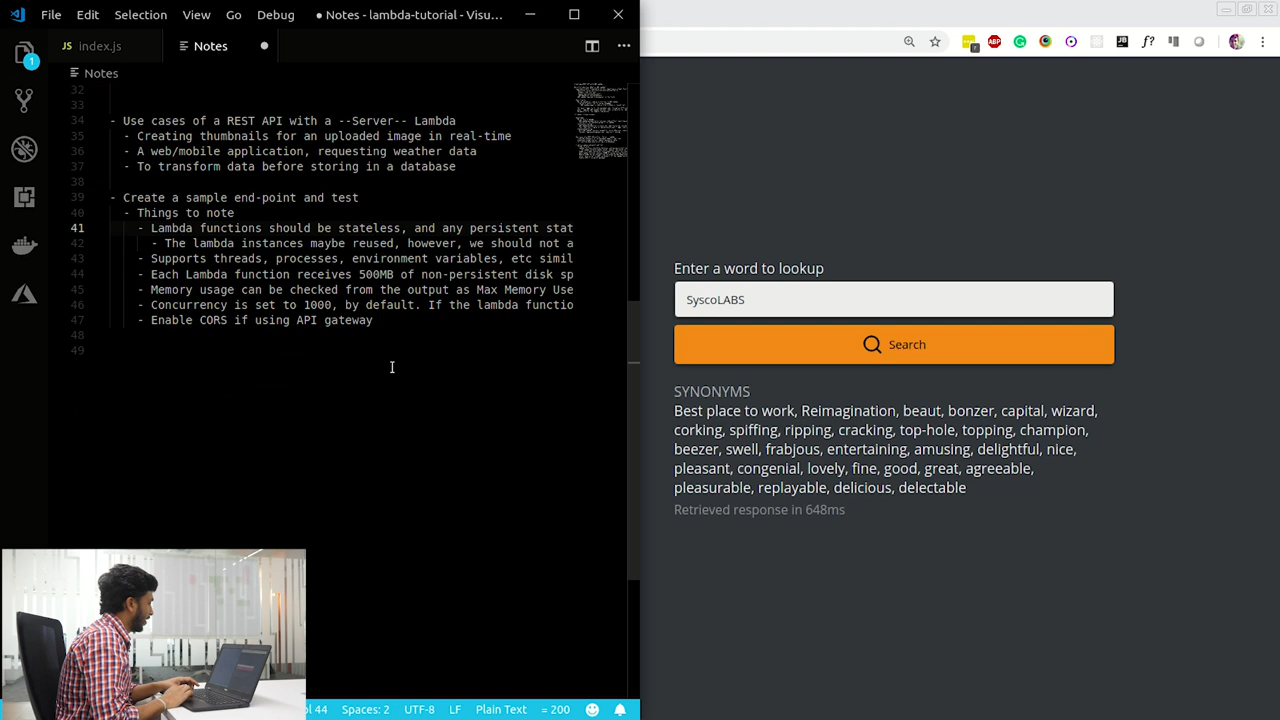 File Edit Selection View Go Debug ● Notes - lambda-tutorial - Visu...
JS index.js
Notes
Notes
32
33
34 - Use cases of a REST API with a --Server-- Lambda
35 - Creating thumbnails for an uploaded image in real-time
36 - A web/mobile application, requesting weather data
37 - To transform data before storing in a database
38
39 - Create a sample end-point and test
40 - Things to note
41 - Lambda functions should be stateless, and any persistent stat
42 - The lambda instances maybe reused, however, we should not a
43 - Supports threads, processes, environment variables, etc simil
44 - Each Lambda function receives 500MB of non-persistent disk sp
45 - Memory usage can be checked from the output as Max Memory Use
46 - Concurrency is set to 1000, by default. If the lambda functio
47 - Enable CORS if using API gateway
48
49
1
ol 44 Spaces: 2 UTF-8 LF Plain Text = 200
ABP
JB
f?
Enter a word to lookup
SyscoLABS
Search
SYNONYMS
Best place to work, Reimagination, beaut, bonzer, capital, wizard,
corking, spiffing, ripping, cracking, top-hole, topping, champion,
beezer, swell, frabjous, entertaining, amusing, delightful, nice,
pleasant, congenial, lovely, fine, good, great, agreeable,
pleasurable, replayable, delicious, delectable
Retrieved response in 648ms